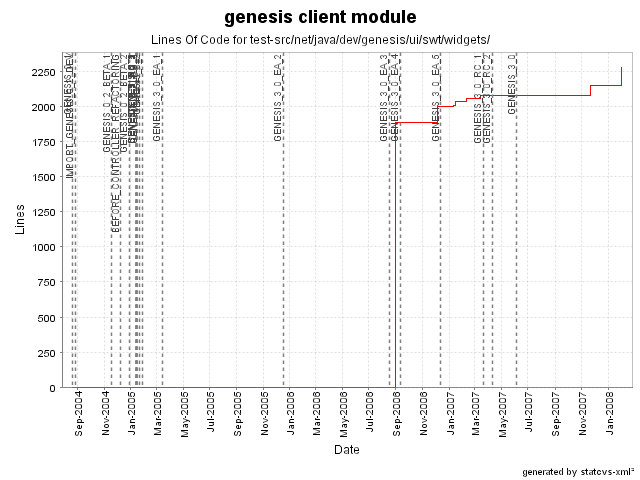 genesis client module
Lines Of Code for test-src/net/java/dev/genesis/ui/swt/widgets/
Lines
2250
2000
1750
1500
1250
1000
750
500
250
0
GENESIS_0_2_BETA_1
BEFORE_CONTROLLER_REFACTORING
GENESIS_3_0_EA_1
GENESIS_3_0_EA_2
GENESIS_3_0_EA_3
GENESIS_3_0_EA_4
GENESIS_3_0_EA_5
GENESIS_3_0_RC_1
GENESIS_3_0_RC_2
GENESIS_3_0
Sep-2004
Nov-2004
Jan-2005
Mar-2005
May-2005
Jul-2005
Sep-2005
Nov-2005
Jan-2006
Mar-2006
May-2006
Jul-2006
Sep-2006
Nov-2006
Jan-2007
Mar-2007
May-2007
Jul-2007
Sep-2007
Nov-2007
Jan-2008
Date
generated by statcvs-xml²